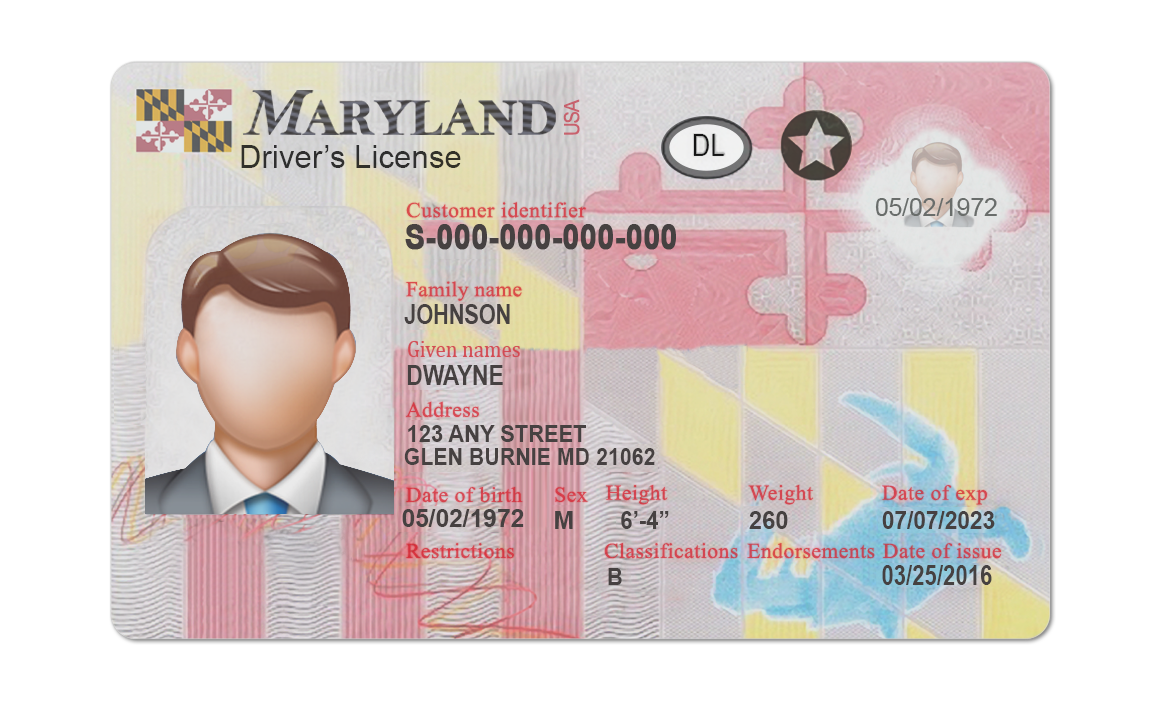 MARYLAND USA
Driver's License
DL
05/02/1972
Customer identifier
S-000-000-000-000
Family name
JOHNSON
Given names
DWAYNE
Address
123 ANY STREET
GLEN BURNIE MD 21062
Date of birth Sex Height Weight Date of exp
05/02/1972 M 6'-4” 260 07/07/2023
Restrictions Classifications Endorsements Date of issue
B 03/25/2016